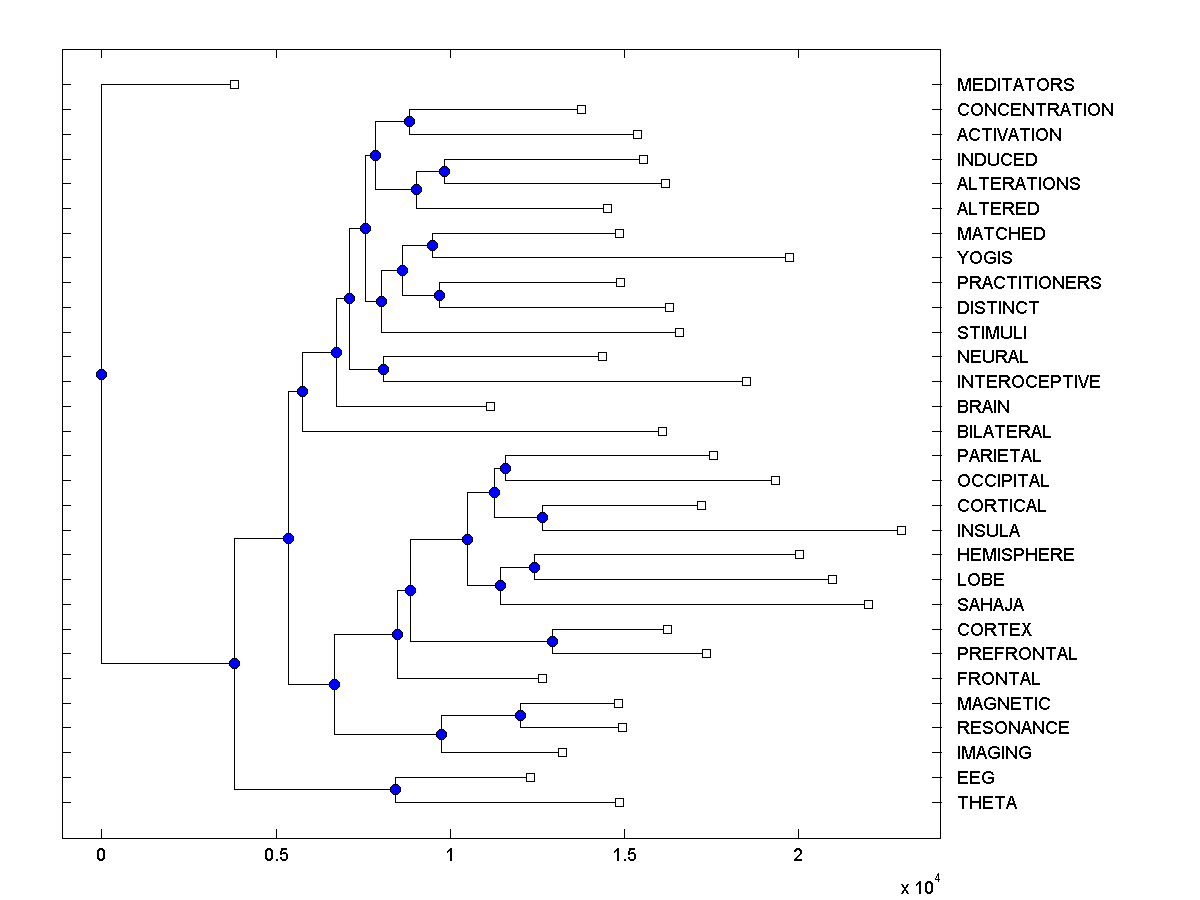 MEDITATORS
CONCENTRATION
ACTIVATION
INDUCED
ALTERATIONS
ALTERED
MATCHED
YOGIS
PRACTITIONERS
DISTINCT
STIMULI
NEURAL
INTEROCEPTIVE
BRAIN
BILATERAL
PARIETAL
OCCIPITAL
CORTICAL
INSULA
HEMISPHERE
LOBE
SAHAJA
CORTEX
PREFRONTAL
FRONTAL
MAGNETIC
RESONANCE
IMAGING
EEG
THETA
0 0.5 1 1.5 2
x 10^4